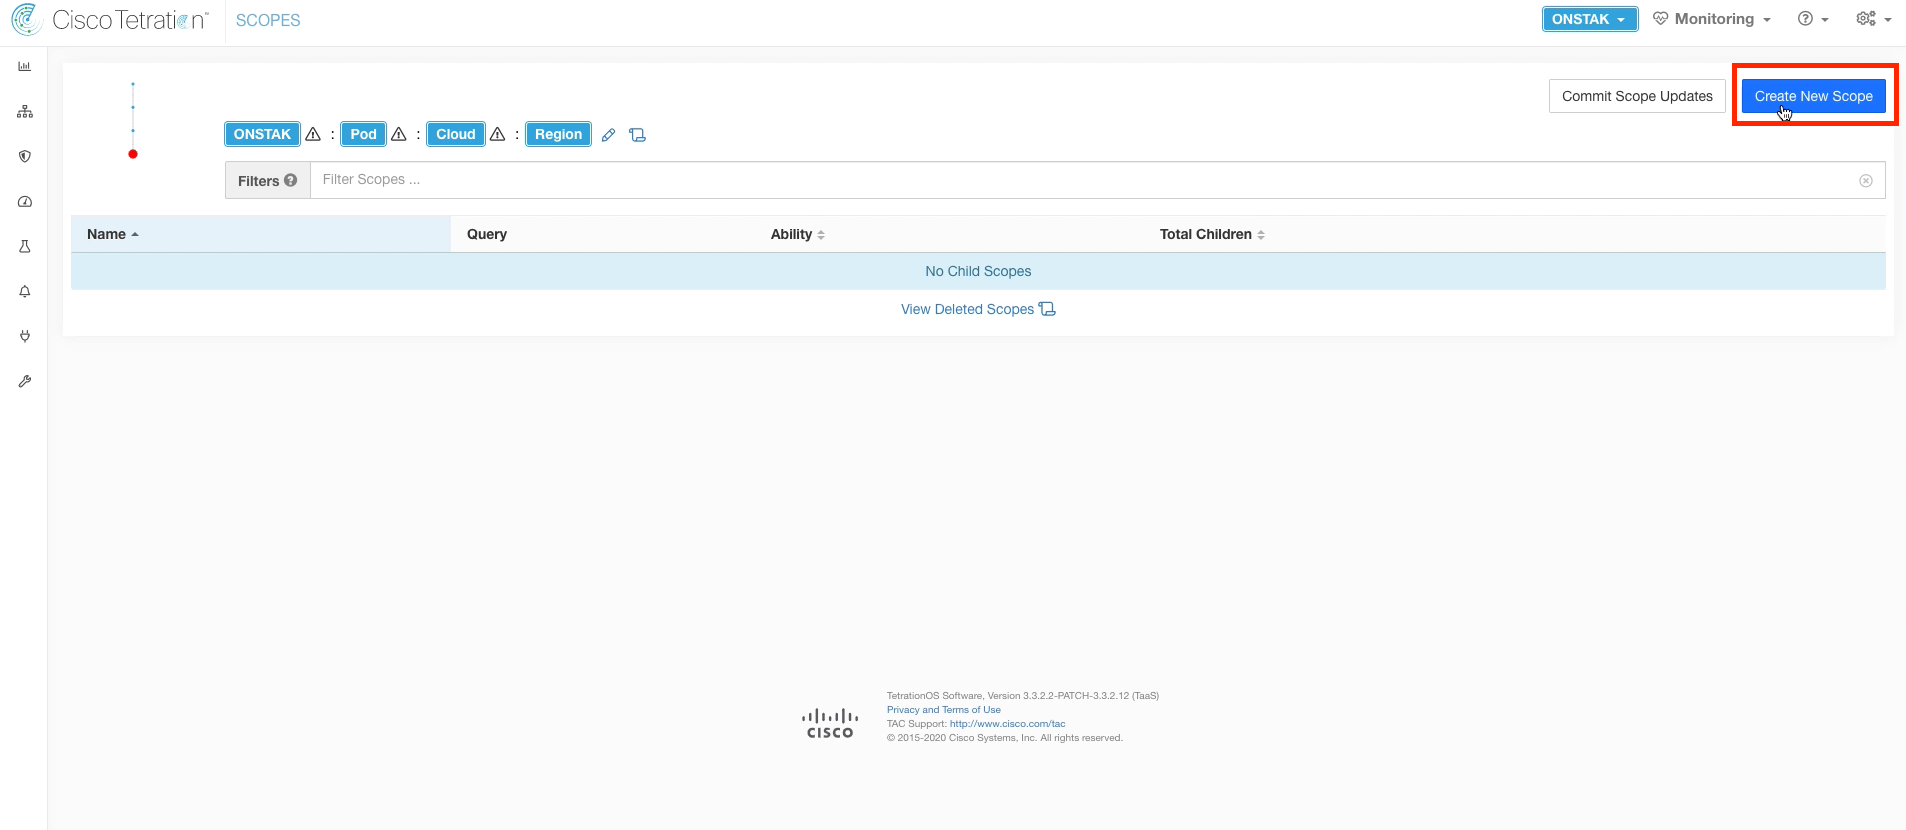 Cisco Tetration™ SCOPES ONSTAK Monitoring
Commit Scope Updates Create New Scope
ONSTAK : Pod : Cloud : Region
Filters Filter Scopes ...
Name Query Ability Total Children
No Child Scopes
View Deleted Scopes
TetrationOS Software, Version 3.3.2.2-PATCH-3.3.2.12 (TaaS)
Privacy and Terms of Use
TAC Support: http://www.cisco.com/tac
© 2015-2020 Cisco Systems, Inc. All rights reserved.
CISCO